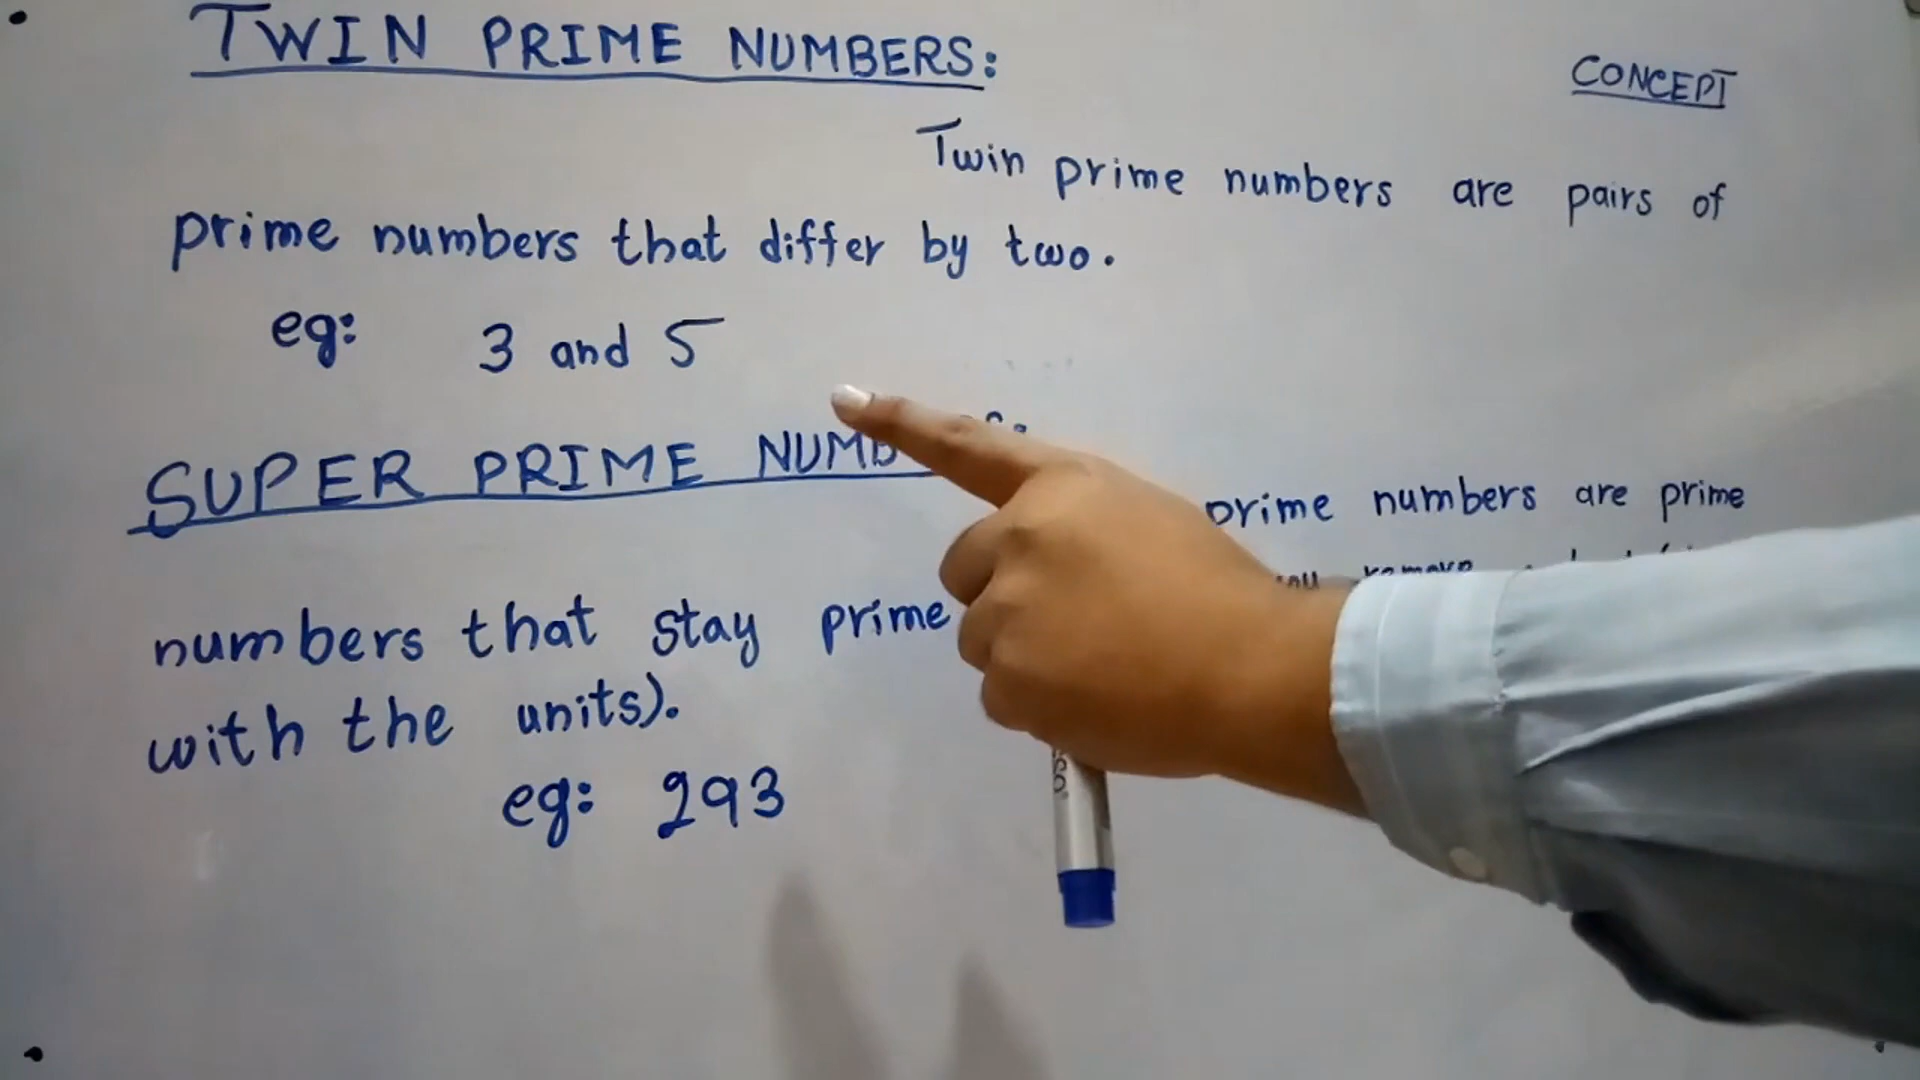 TWIN PRIME NUMBERS:
CONCEPT
Twin prime numbers are pairs of
prime numbers that differ by two.
eg: 3 and 5
SUPER PRIME
prime numbers are prime
remove
numbers that stay prime
with the units).
eg: 293